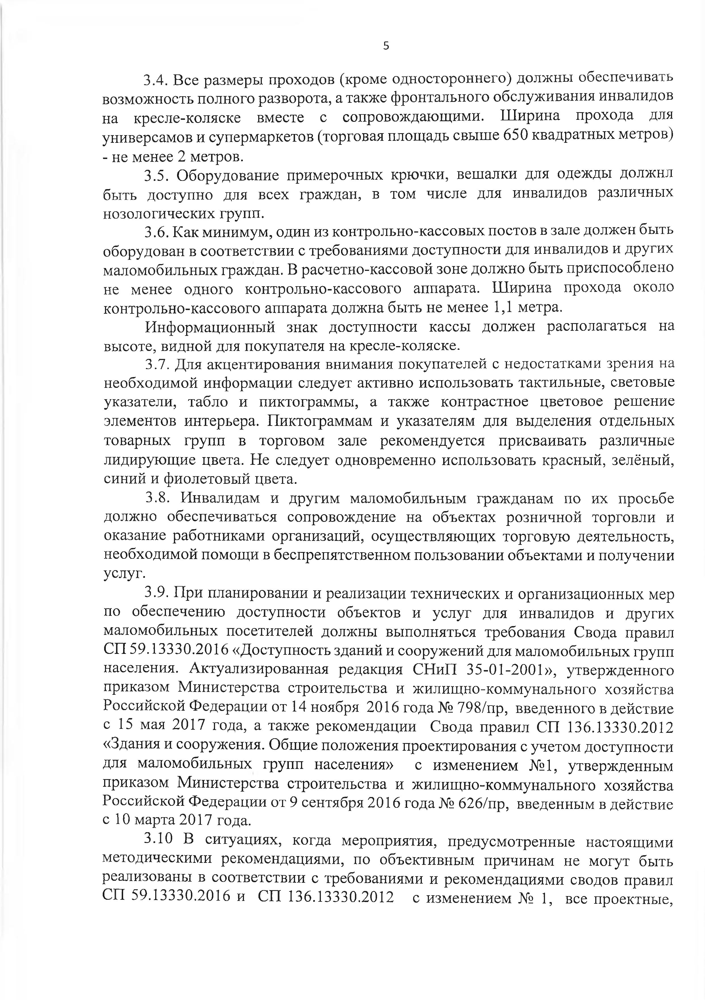 5
3.4. Все размеры проходов (кроме одностороннего) должны обеспечивать
возможность полного разворота, а также фронтального обслуживания инвалидов
на кресле-коляске вместе с сопровождающими. Ширина прохода для
универсамов и супермаркетов (торговая площадь свыше 650 квадратных метров)
- не менее 2 метров.
3.5. Оборудование примерочных крючки, вешалки для одежды должнл
быть доступно для всех граждан, в том числе для инвалидов различных
нозологических групп.
3.6. Как минимум, один из контрольно-кассовых постов в зале должен быть
оборудован в соответствии с требованиями доступности для инвалидов и других
маломобильных граждан. В расчетно-кассовой зоне должно быть приспособлено
не менее одного контрольно-кассового аппарата. Ширина прохода около
контрольно-кассового аппарата должна быть не менее 1,1 метра.
Информационный знак доступности кассы должен располагаться на
высоте, видной для покупателя на кресле-коляске.
3.7. Для акцентирования внимания покупателей с недостатками зрения на
необходимой информации следует активно использовать тактильные, световые
указатели, табло и пиктограммы, а также контрастное цветовое решение
элементов интерьера. Пиктограммам и указателям для выделения отдельных
товарных групп в торговом зале рекомендуется присваивать различные
лидирующие цвета. Не следует одновременно использовать красный, зелёный,
синий и фиолетовый цвета.
3.8. Инвалидам и другим маломобильным гражданам по их просьбе
должно обеспечиваться сопровождение на объектах розничной торговли и
оказание работниками организаций, осуществляющих торговую деятельность,
необходимой помощи в беспрепятственном пользовании объектами и получении
услуг.
3.9. При планировании и реализации технических и организационных мер
по обеспечению доступности объектов и услуг для инвалидов и других
маломобильных посетителей должны выполняться требования Свода правил
СП 59.13330.2016 «Доступность зданий и сооружений для маломобильных групп
населения. Актуализированная редакция СНиП 35-01-2001», утвержденного
приказом Министерства строительства и жилищно-коммунального хозяйства
Российской Федерации от 14 ноября 2016 года № 798/пр, введенного в действие
с 15 мая 2017 года, а также рекомендации Свода правил СП 136.13330.2012
«Здания и сооружения. Общие положения проектирования с учетом доступности
для маломобильных групп населения» с изменением №1, утвержденным
приказом Министерства строительства и жилищно-коммунального хозяйства
Российской Федерации от 9 сентября 2016 года № 626/пр, введенным в действие
с 10 марта 2017 года.
3.10 В ситуациях, когда мероприятия, предусмотренные настоящими
методическими рекомендациями, по объективным причинам не могут быть
реализованы в соответствии с требованиями и рекомендациями сводов правил
СП 59.13330.2016 и СП 136.13330.2012 с изменением № 1, все проектные,